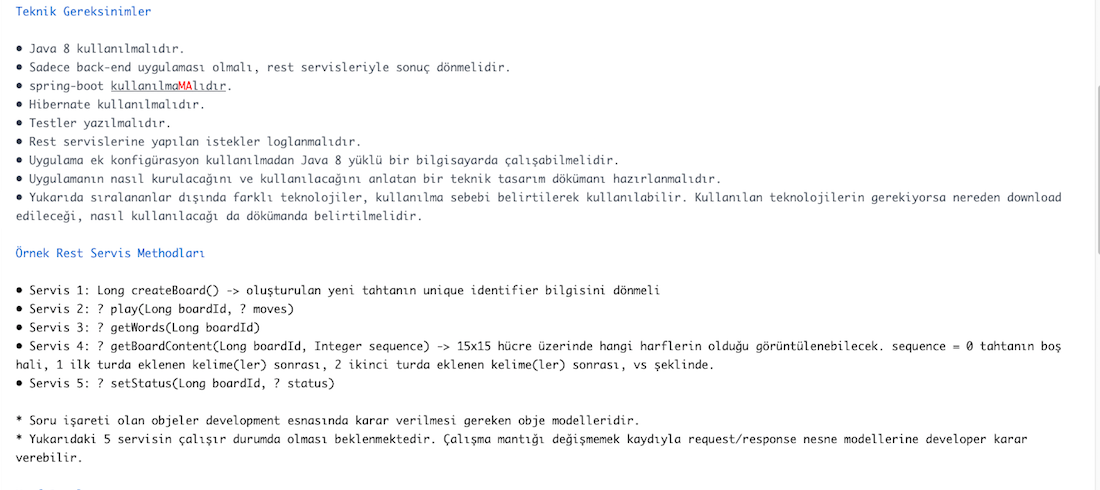 Teknik Gereksinimler
• Java 8 kullanılmalıdır.
• Sadece back-end uygulaması olmalı, rest servisleriyle sonuç dönmelidir.
• spring-boot kullanılmaMAlıdır.
• Hibernate kullanılmalıdır.
• Testler yazılmalıdır.
• Rest servislerine yapılan istekler loglanmalıdır.
• Uygulama ek konfigürasyon kullanılmadan Java 8 yüklü bir bilgisayarda çalışabilmelidir.
• Uygulamanın nasıl kurulacağını ve kullanılacağını anlatan bir teknik tasarım dökümanı hazırlanmalıdır.
• Yukarıda sıralananlar dışında farklı teknolojiler, kullanılma sebebi belirtilerek kullanılabilir. Kullanılan teknolojilerin gerekiyorsa nereden download
edileceği, nasıl kullanılacağı da dökümanda belirtilmelidir.
Örnek Rest Servis Methodları
• Servis 1: Long createBoard() -> oluşturulan yeni tahtanın unique identifier bilgisini dönmeli
• Servis 2: ? play(Long boardId, ? moves)
• Servis 3: ? getWords(Long boardId)
• Servis 4: ? getBoardContent(Long boardId, Integer sequence) -> 15x15 hücre üzerinde hangi harflerin olduğu görüntülenebilecek. sequence = 0 tahtanın boş
hali, 1 ilk turda eklenen kelime(ler) sonrası, 2 ikinci turda eklenen kelime(ler) sonrası, vs şeklinde.
• Servis 5: ? setStatus(Long boardId, ? status)
* Soru işareti olan objeler development esnasında karar verilmesi gereken obje modelleridir.
* Yukarıdaki 5 servisin çalışır durumda olması beklenmektedir. Çalışma mantığı değişmemek kaydıyla request/response nesne modellerine developer karar
verebilir.